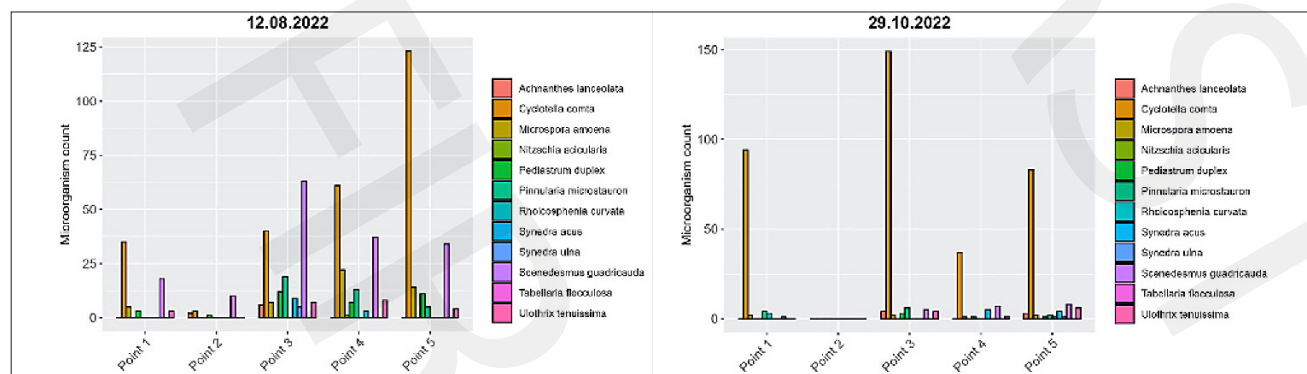 12.08.2022
Microorganism count
125
100
75
50
25
0
Point 1
Point 2
Point 3
Point 4
Point 5
Achnanthes lanceolata
Cyclotella comta
Microspora amoena
Nitzschia acicularis
Pediastrum duplex
Pinnularia microstauron
Rhoicosphenia curvata
Synedra acus
Synedra ulna
Scenedesmus guadricauda
Tabellaria flocculosa
Ulothrix tenuissima
29.10.2022
Microorganism count
150
100
50
0
Point 1
Point 2
Point 3
Point 4
Point 5
Achnanthes lanceolata
Cyclotella comta
Microspora amoena
Nitzschia acicularis
Pediastrum duplex
Pinnularia microstauron
Rhoicosphenia curvata
Synedra acus
Synedra ulna
Scenedesmus guadricauda
Tabellaria flocculosa
Ulothrix tenuissima